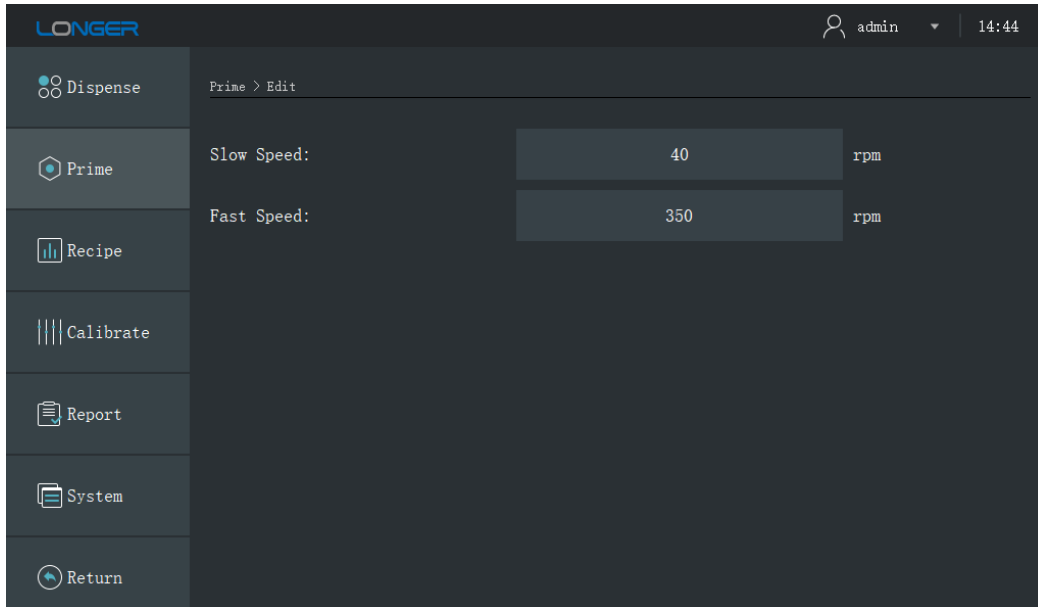 LONGER
admin
14:44
Dispense
Prime
Recipe
Calibrate
Report
System
Return
Prime > Edit
Slow Speed: 40 rpm
Fast Speed: 350 rpm